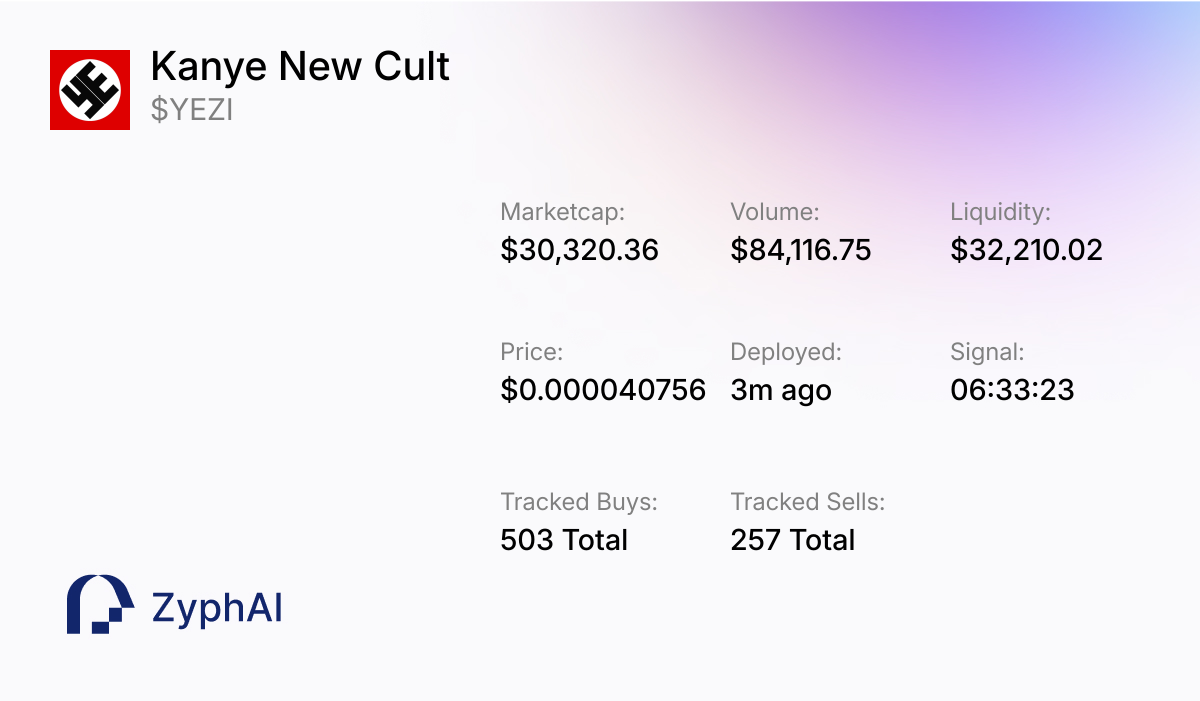 Kanye New Cult
$YEZI
Marketcap: Volume: Liquidity:
$30,320.36 $84,116.75 $32,210.02
Price: Deployed: Signal:
$0.000040756 3m ago 06:33:23
Tracked Buys: Tracked Sells:
503 Total 257 Total
ZyphAI